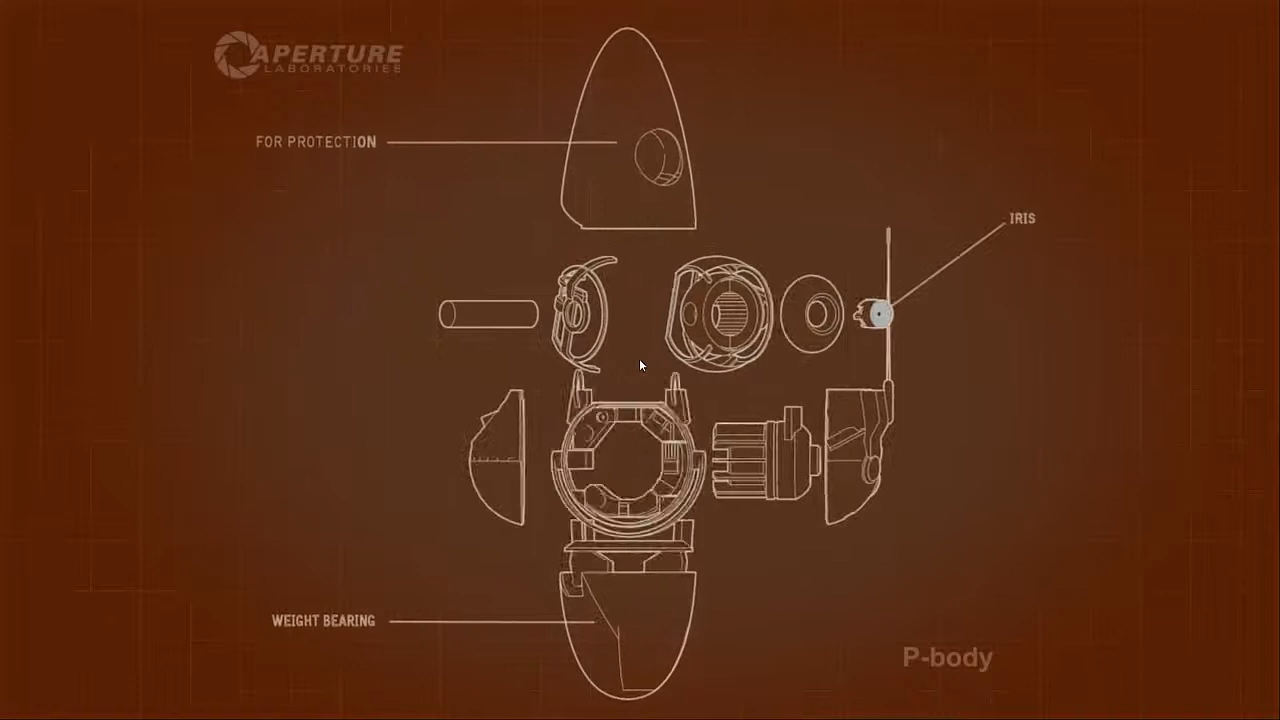 APERTURE
LABORATORIES
FOR PROTECTION
IRIS
WEIGHT BEARING
P-body